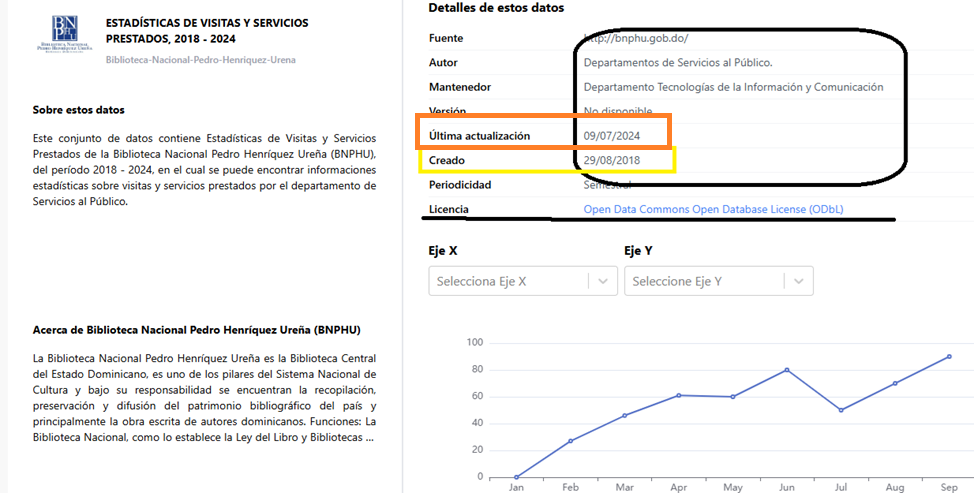 BN
PH
Biblioteca Nacional
Pedro Henríquez Ureña
ESTADÍSTICAS DE VISITAS Y SERVICIOS
PRESTADOS, 2018 - 2024
Biblioteca-Nacional-Pedro-Henriquez-Urena
Sobre estos datos
Este conjunto de datos contiene Estadísticas de Visitas y Servicios
Prestados de la Biblioteca Nacional Pedro Henríquez Ureña (BNPHU),
del período 2018 - 2024, en el cual se puede encontrar informaciones
estadísticas sobre visitas y servicios prestados por el departamento de
Servicios al Público.
Acerca de Biblioteca Nacional Pedro Henríquez Ureña (BNPHU)
La Biblioteca Nacional Pedro Henríquez Ureña es la Biblioteca Central
del Estado Dominicano, es uno de los pilares del Sistema Nacional de
Cultura y bajo su responsabilidad se encuentran la recopilación,
preservación y difusión del patrimonio bibliográfico del país y
principalmente la obra escrita de autores dominicanos. Funciones: La
Biblioteca Nacional, como lo establece la Ley del Libro y Bibliotecas ...
Detalles de estos datos
Fuente http://bnphu.gob.do/
Autor Departamentos de Servicios al Público.
Mantenedor Departamento Tecnologías de la Información y Comunicación
Versión No disponible
Última actualización 09/07/2024
Creado 29/08/2018
Periodicidad Semestral
Licencia Open Data Commons Open Database License (ODbL)
Eje X Eje Y
Selecciona Eje X Seleccione Eje Y
100
80
60
40
20
0
Jan Feb Mar Apr May Jun Jul Aug Sep